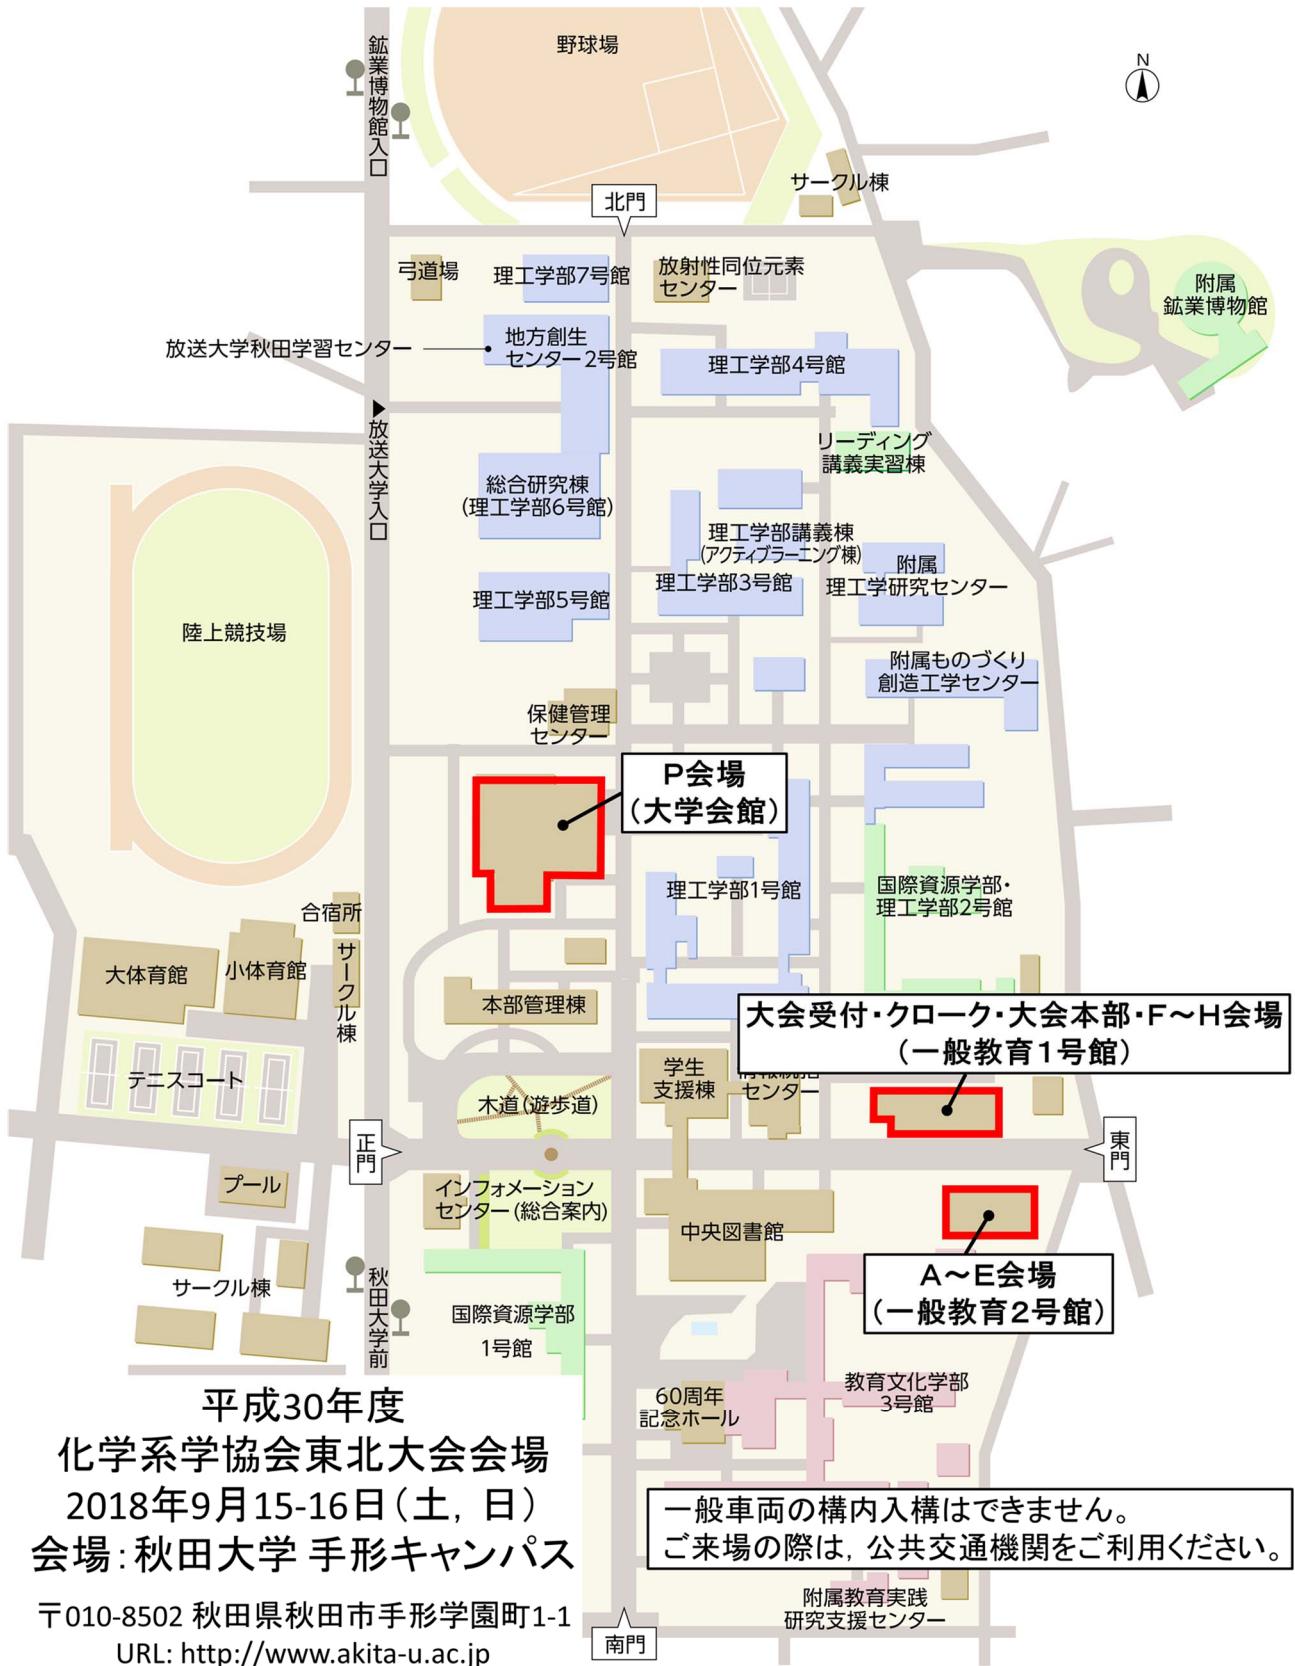 野球場
N
鉱業博物館入口
サークル棟
北門
弓道場
理工学部7号館
放射性同位元素
センター
附属
鉱業博物館
放送大学秋田学習センター
地方創生
センター2号館
理工学部4号館
放送大学入口
リーディング
講義実習棟
総合研究棟
(理工学部6号館)
理工学部講義棟
(アクティブラーニング棟)
附属
理工学研究センター
理工学部3号館
理工学部5号館
陸上競技場
附属ものづくり
創造工学センター
保健管理
センター
P会場
(大学会館)
理工学部1号館
国際資源学部・
理工学部2号館
合宿所
サークル棟
大体育館
小体育館
本部管理棟
大会受付・クローク・大会本部・F~H会場
(一般教育1号館)
学生
支援棟
センター
テニスコート
木道(遊歩道)
正門
東門
プール
インフォメーション
センター(総合案内)
中央図書館
A~E会場
(一般教育2号館)
サークル棟
秋田大学前
国際資源学部
1号館
60周年
記念ホール
教育文化学部
3号館
平成30年度
化学系学協会東北大会会場
2018年9月15-16日(土, 日)
会場:秋田大学 手形キャンパス
〒010-8502 秋田県秋田市手形学園町1-1
URL: http://www.akita-u.ac.jp
一般車両の構内入構はできません。
ご来場の際は, 公共交通機関をご利用ください。
附属教育実践
研究支援センター
南門